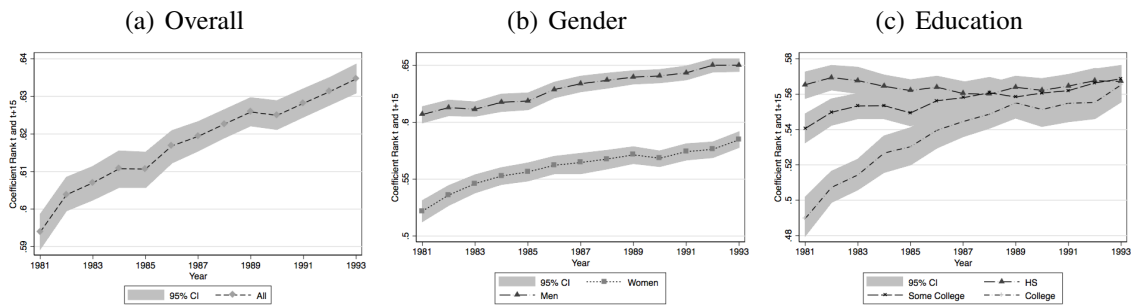 (a) Overall
Coefficient Rank t and t+15
.64
.63
.62
.61
.6
.59
1981 1983 1985 1987 1989 1991 1993
Year
95% CI All
(b) Gender
Coefficient Rank t and t+15
.65
.6
.55
.5
1981 1983 1985 1987 1989 1991 1993
Year
95% CI Women
Men
(c) Education
Coefficient Rank t and t+15
.58
.56
.54
.52
.5
.48
1981 1983 1985 1987 1989 1991 1993
Year
95% CI HS
Some College College